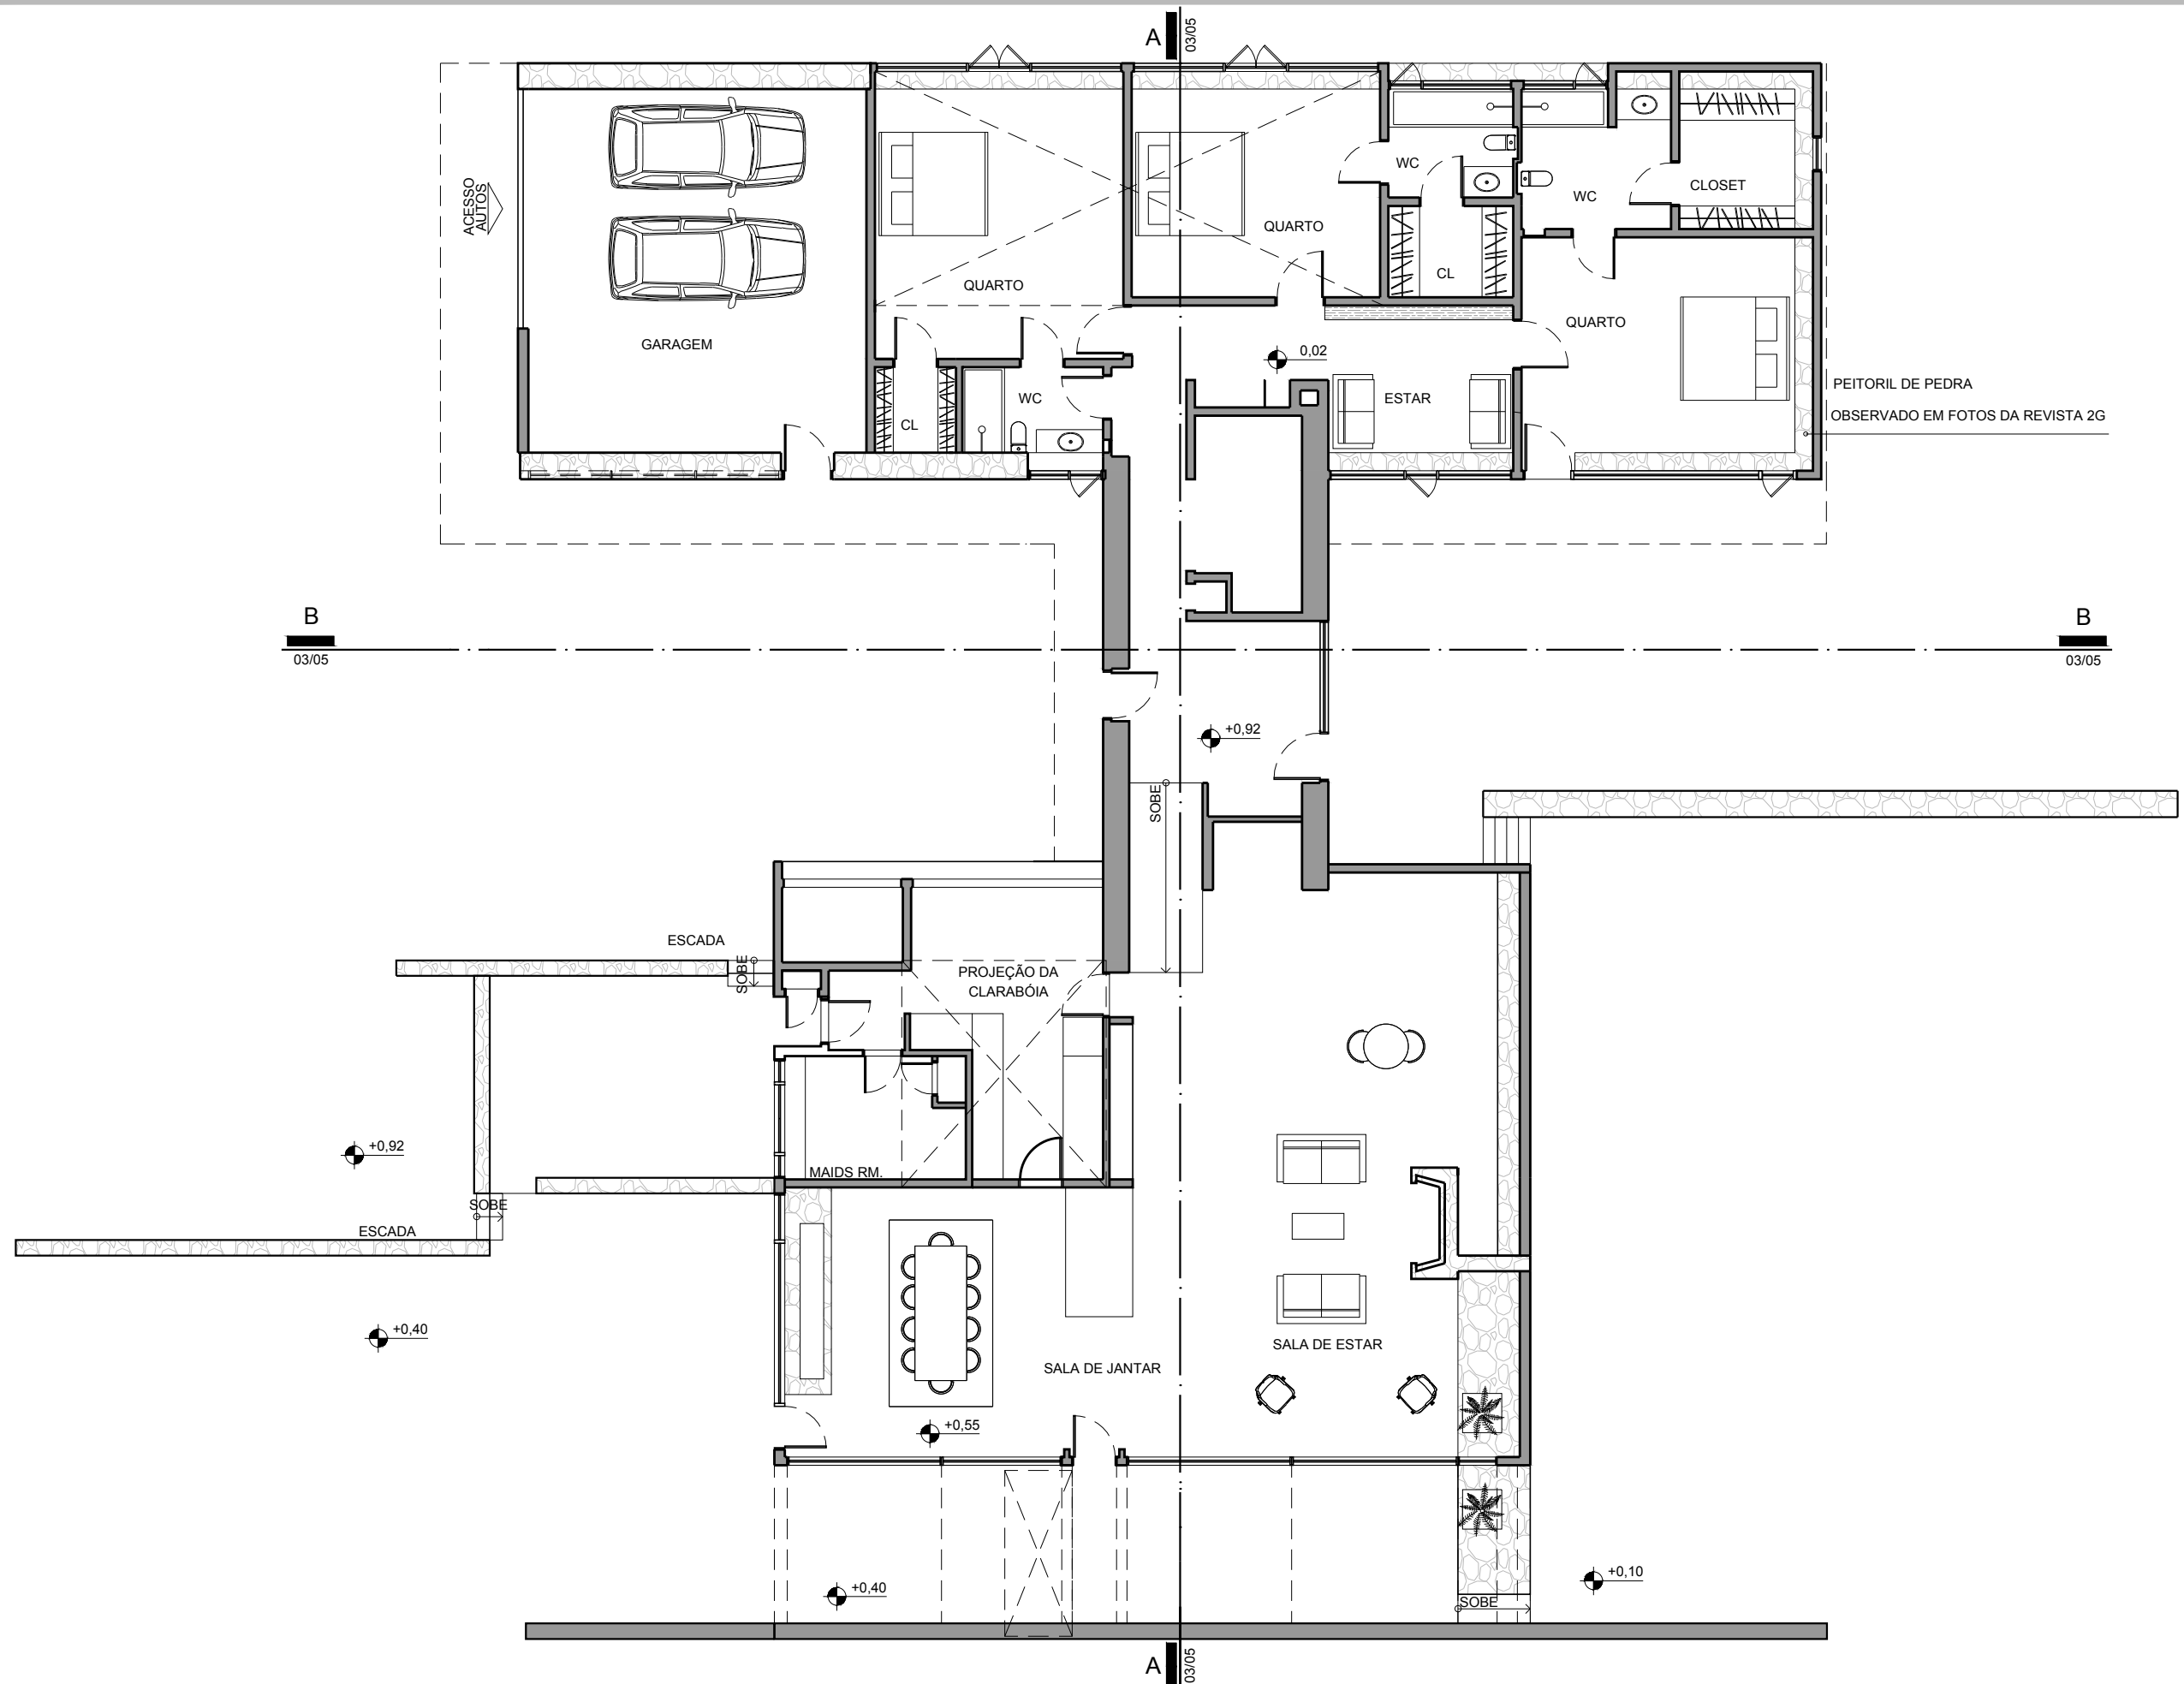 A
03/05
ACESSO
AUTOS
GARAGEM
QUARTO
QUARTO
WC
WC
CLOSET
CL
QUARTO
0,02
CL
WC
ESTAR
PEITORIL DE PEDRA
OBSERVADO EM FOTOS DA REVISTA 2G
B
03/05
B
03/05
+0,92
SOBE
ESCADA
SOBE
PROJEÇÃO DA
CLARABÓIA
+0,92
MAIDS RM.
SOBE
ESCADA
+0,40
SALA DE ESTAR
SALA DE JANTAR
+0,55
+0,40
+0,10
SOBE
A
03/05